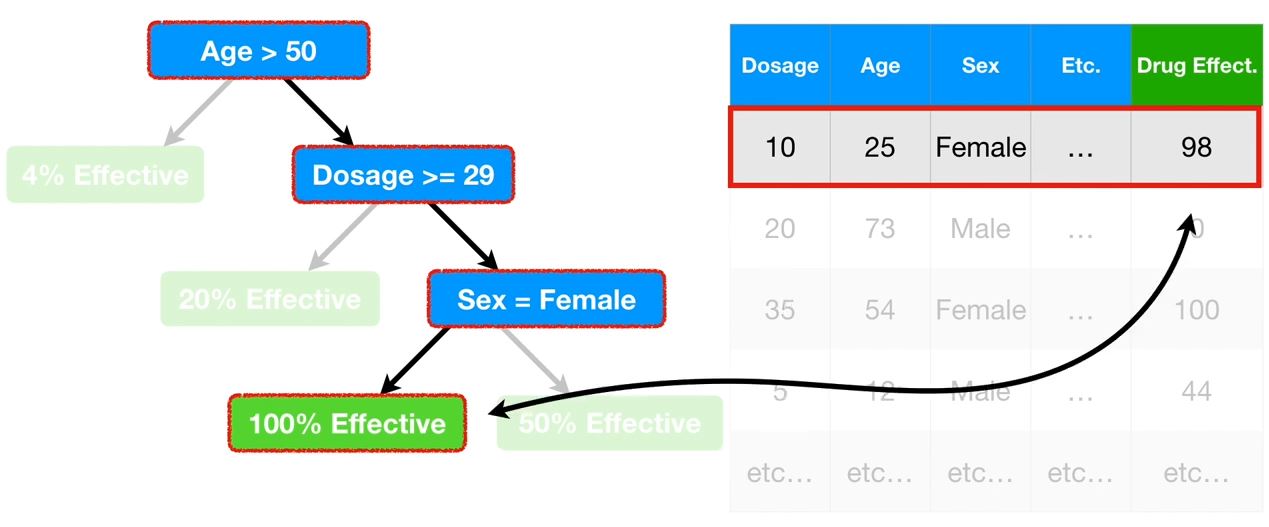 Age > 50
4% Effective
Dosage >= 29
20% Effective
Sex = Female
100% Effective
50% Effective
Dosage Age Sex Etc. Drug Effect.
10 25 Female ... 98
20 73 Male ... 0
35 54 Female ... 100
5 12 Male ... 44
etc... etc... etc... etc... etc...